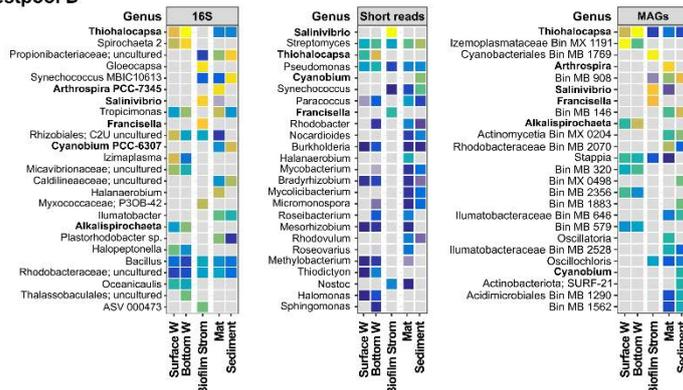 Genus 16S
Thiohalocapsa
Spirochaeta 2
Propionibacteriaceae; uncultured
Gloeocapsa
Synechococcus MBIC10613
Arthrospira PCC-7345
Salinivibrio
Tropicimonas
Francisella
Rhizobiales; C2U uncultured
Cyanobium PCC-6307
Izimaplasma
Micavibrionaceae; uncultured
Caldilineaceae; uncultured
Halanaerobium
Myxococcaceae; P3OB-42
Ilumatobacter
Alkalispirochaeta
Plastorhodobacter sp.
Haloplasma
Bacillus
Rhodobacteraceae; uncultured
Oceanicaulis
Thalassobaculales; uncultured
ASV 000473
Surface W
Bottom W
Biofilm Strom
Mat
Sediment
Genus Short reads
Salinivibrio
Streptomyces
Thiohalocapsa
Pseudomonas
Cyanobium
Synechococcus
Paracoccus
Francisella
Rhodobacter
Nocardioides
Burkholderia
Halanaerobium
Mycobacterium
Bradyrhizobium
Mycolicibacterium
Micromonospora
Roseibacterium
Mesorhizobium
Rhodovulum
Roseovarius
Methylobacterium
Thiodictyon
Nostoc
Halomonas
Sphingomonas
Surface W
Bottom W
Biofilm Strom
Mat
Sediment
Genus MAGs
Thiohalocapsa
Izemoplasmataceae Bin MX 1191
Cyanobacteriales Bin 1769
Arthrospira
Bin MB 908
Salinivibrio
Francisella
Bin MB 146
Alkalispirochaeta
Actinomycetia Bin MX 0204
Rhodobacteraceae Bin MB 2070
Stappia
Bin MB 320
Bin MX 0498
Bin MB 2356
Bin MB 1883
Ilumatobacteraceae Bin MB 646
Bin MB 579
Oscillatoria
Ilumatobacteraceae Bin MB 2528
Oscillochloris
Cyanobium
Actinobacteriota; SURF-21
Acidimicrobiales Bin MB 1290
Bin MB 1562
Surface W
Bottom W
Biofilm Strom
Mat
Sediment